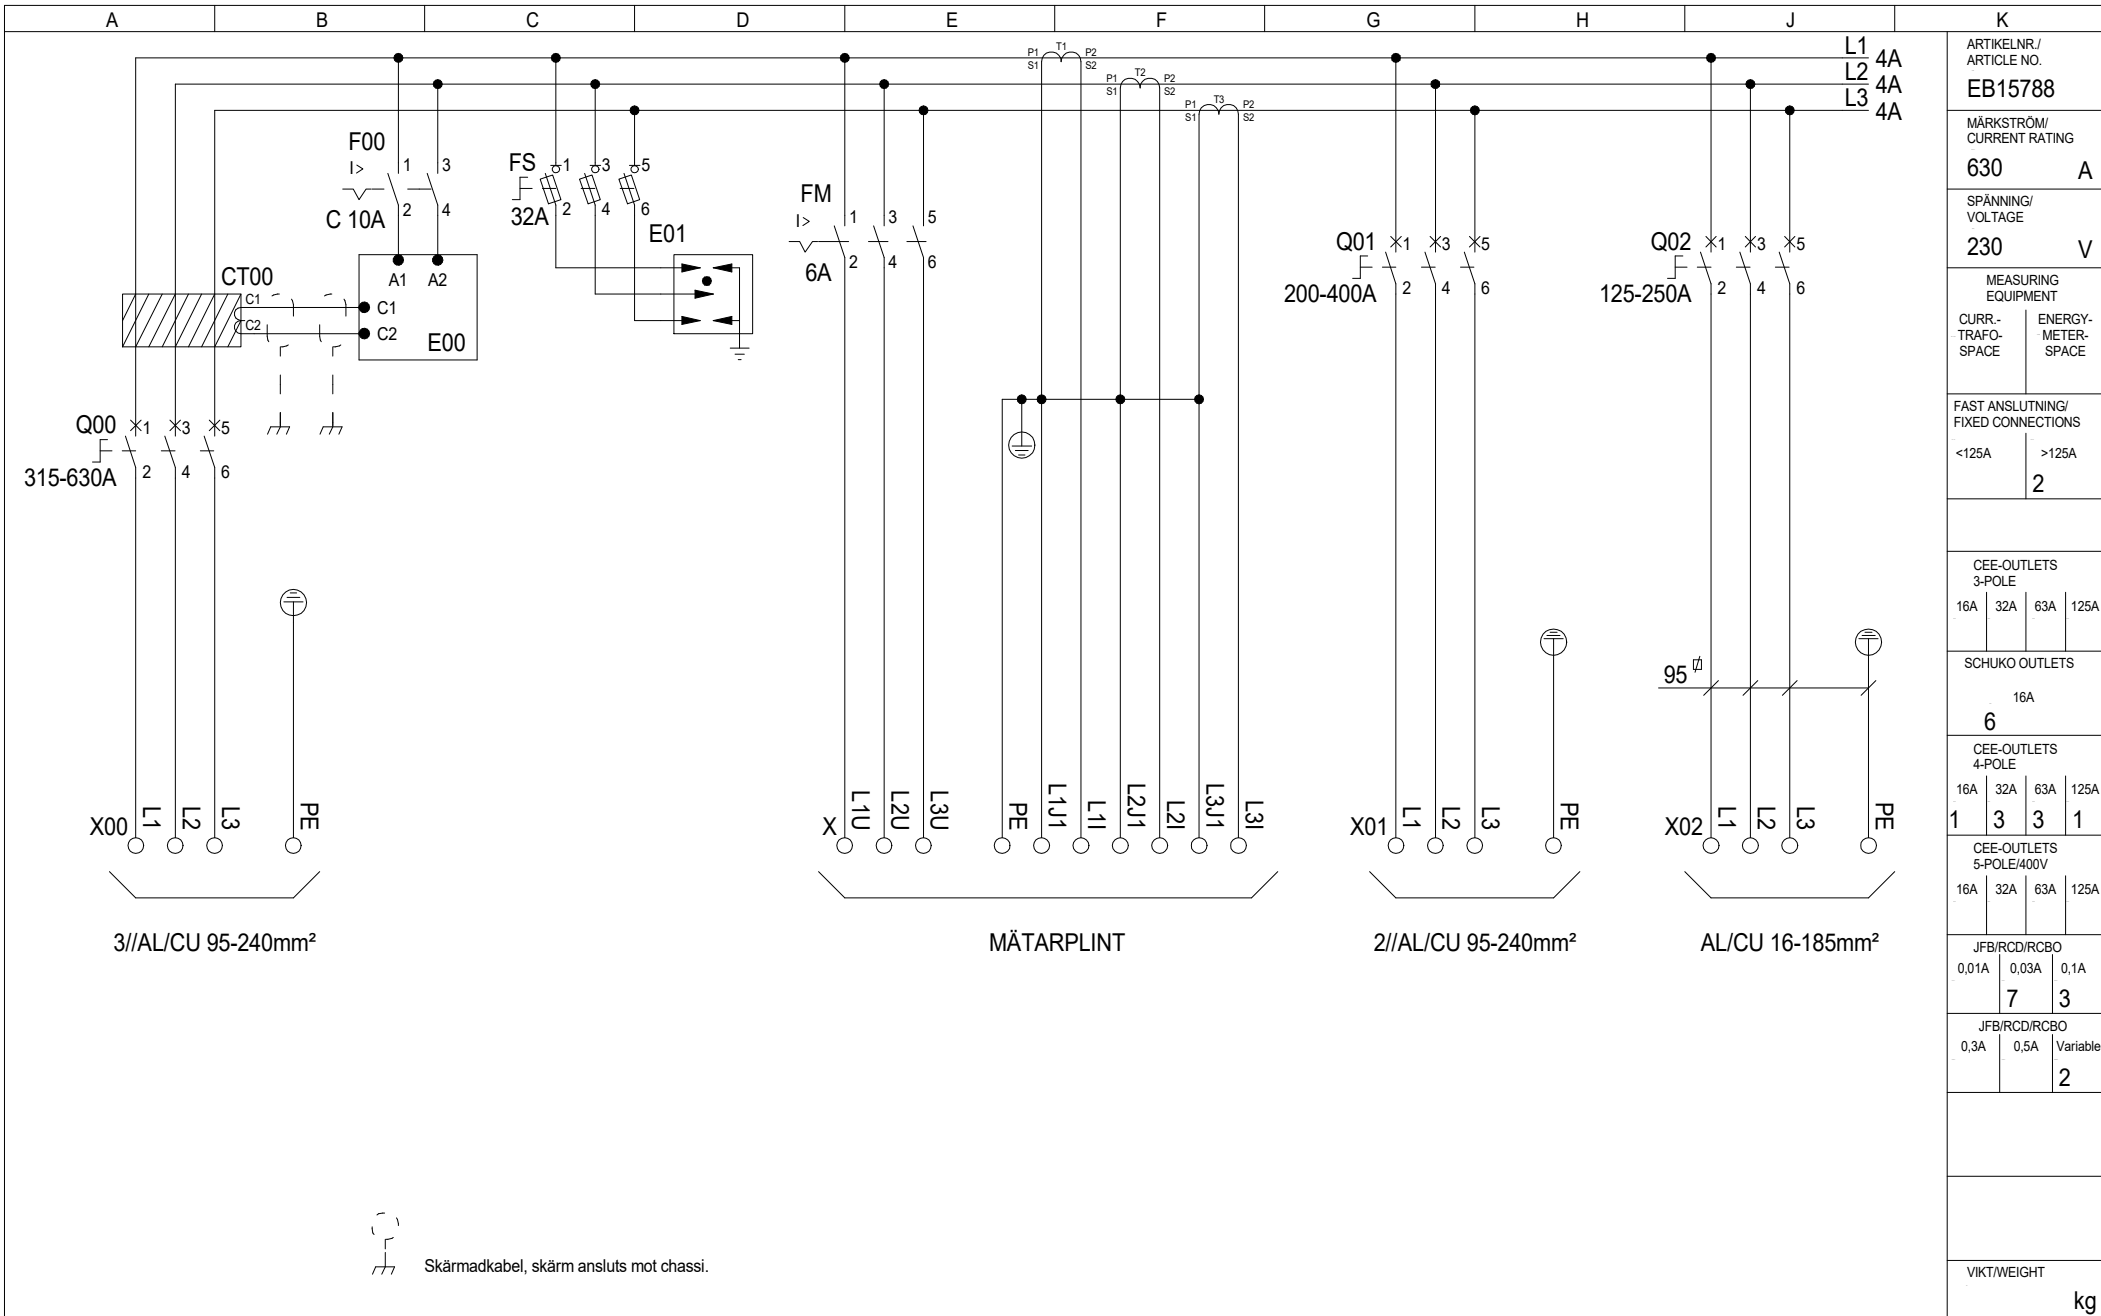 A B C D E F G H J K
L1 4A
L2 4A
L3 4A
P1 T1 P2
S1 S2
P1 T2 P2
S1 S2
P1 T3 P2
S1 S2
F00
I>
1 3
C 10A
2 4
A1 A2
CT00
C1
C2
C1
C2
E00
Q00
1 3 5
315-630A
2 4 6
FS
1 3 5
32A
2 4 6
E01
FM
I>
1 3 5
6A
2 4 6
Q01
1 3 5
200-400A
2 4 6
Q02
1 3 5
125-250A
2 4 6
95
X00 L1 L2 L3 PE
X L1U L2U L3U PE L1J1 L1I L2J1 L2I L3J1 L3I
X01 L1 L2 L3 PE
X02 L1 L2 L3 PE
3//AL/CU 95-240mm²
MÄTARPLINT
2//AL/CU 95-240mm²
AL/CU 16-185mm²
Skärmadkabel, skärm ansluts mot chassi.
ARTIKELNR./
ARTICLE NO.
EB15788
MÄRKSTRÖM/
CURRENT RATING
630 A
SPÄNNING/
VOLTAGE
230 V
MEASURING
EQUIPMENT
CURR.- ENERGY-
TRAFO- METER-
SPACE SPACE
FAST ANSLUTNING/
FIXED CONNECTIONS
<125A >125A
2
CEE-OUTLETS
3-POLE
16A 32A 63A 125A
SCHUKO OUTLETS
16A
6
CEE-OUTLETS
4-POLE
16A 32A 63A 125A
1 3 3 1
CEE-OUTLETS
5-POLE/400V
16A 32A 63A 125A
JFB/RCD/RCBO
0,01A 0,03A 0,1A
7 3
JFB/RCD/RCBO
0,3A 0,5A Variable
2
VIKT/WEIGHT
kg